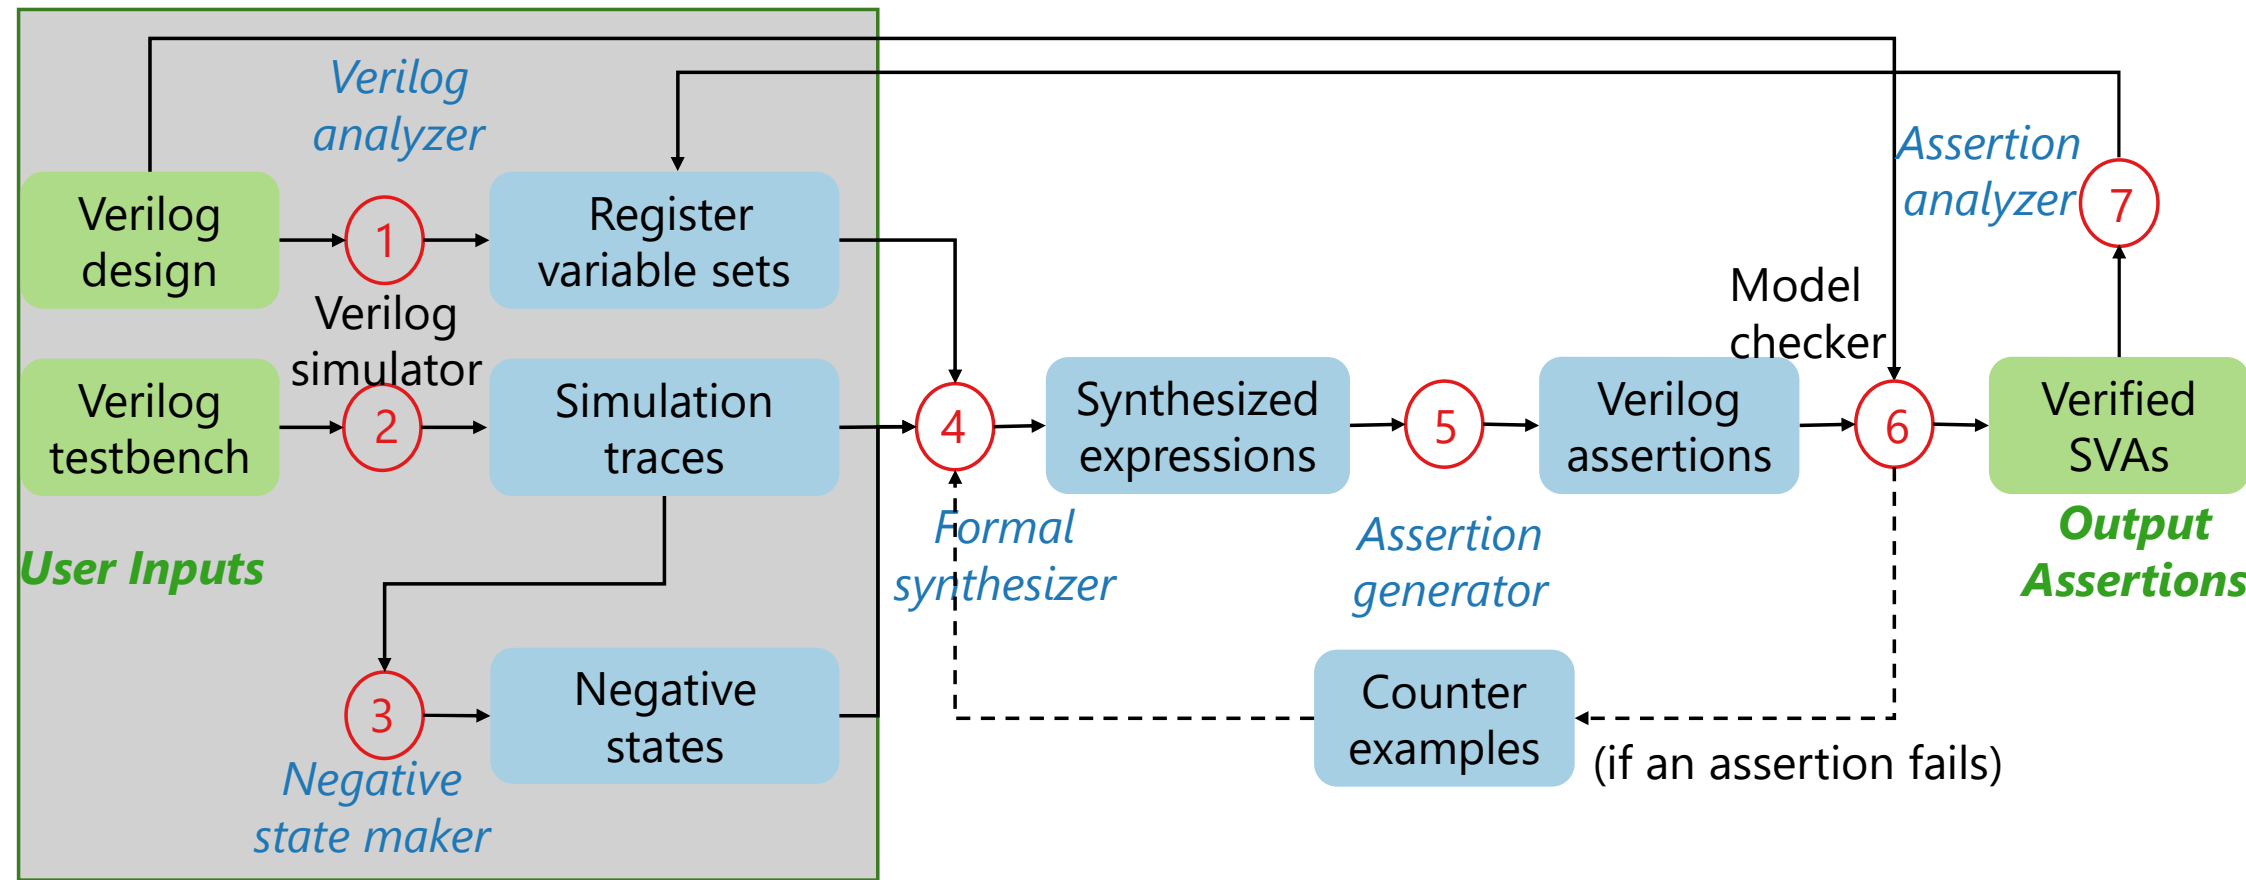 Verilog
analyzer
Verilog
design
1
Register
variable sets
Verilog
simulator
Verilog
testbench
2
Simulation
traces
User Inputs
3
Negative
state maker
Negative
states
4
Formal
synthesizer
Synthesized
expressions
5
Assertion
generator
Verilog
assertions
Model
checker
6
Counter
examples
(if an assertion fails)
Assertion
analyzer
7
Verified
SVAs
Output
Assertions